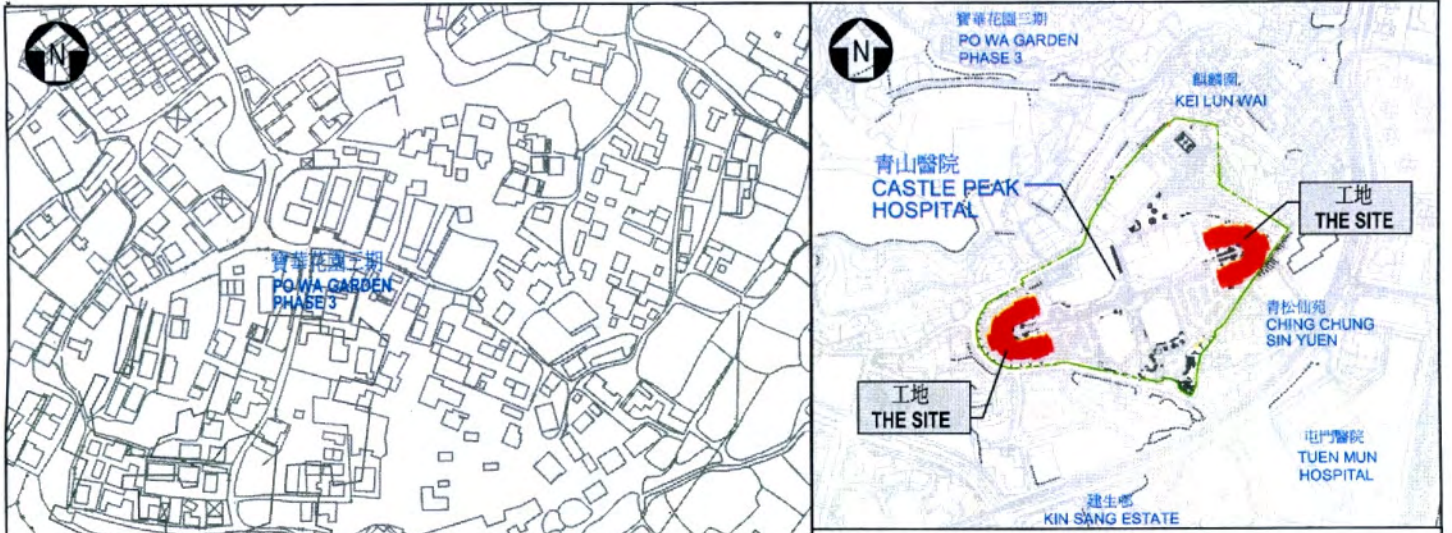 N
寶華花園三期
PO WA GARDEN
PHASE 3
N
寶華花園三期
PO WA GARDEN
PHASE 3
麒麟圍
KEI LUN WAI
青山醫院
CASTLE PEAK
HOSPITAL
工地
THE SITE
青松仙苑
CHING CHUNG
SIN YUEN
工地
THE SITE
屯門醫院
TUEN MUN
HOSPITAL
建生邨
KIN SANG ESTATE